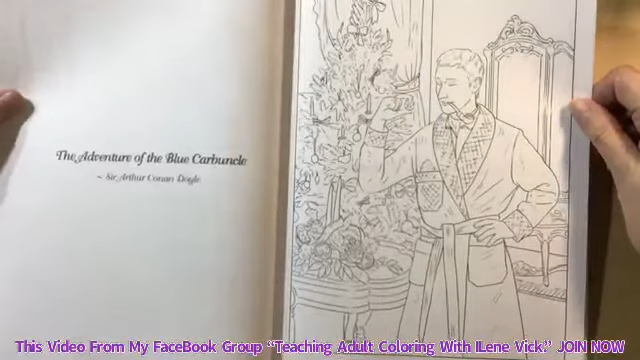 The Adventure of the Blue Carbuncle
~ Sir Arthur Conan Doyle
This Video From My FaceBook Group “Teaching Adult Coloring With ILene Vick.” JOIN NOW